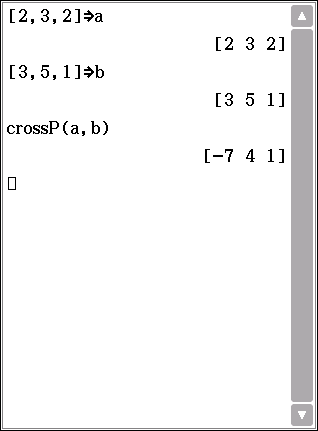 [2,3,2]⇒a
[2 3 2]
[3,5,1]⇒b
[3 5 1]
crossP(a,b)
[-7 4 1]